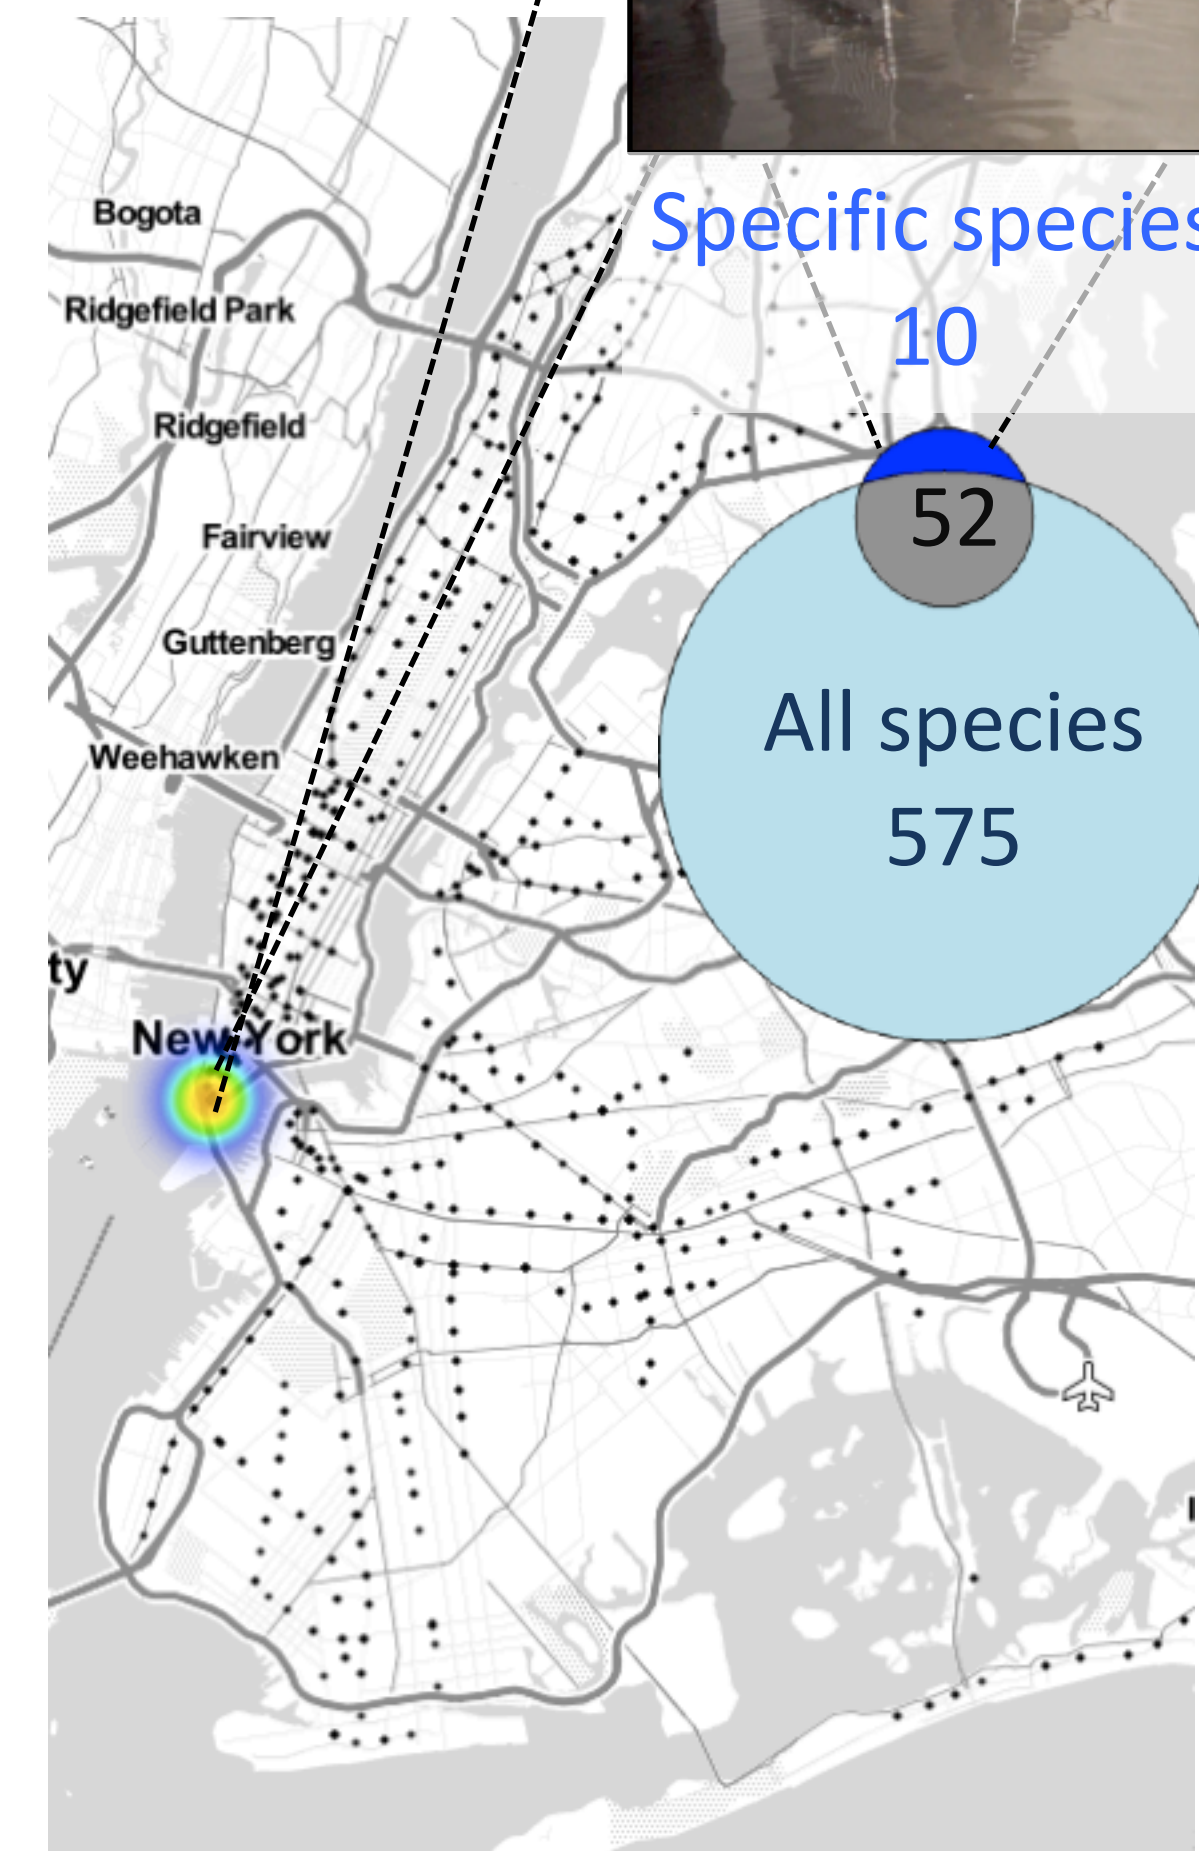 Bogota
Specific species
Ridgefield Park
10
Ridgefield
52
Fairview
Guttenberg
All species
Weehawken
575
ty
New York